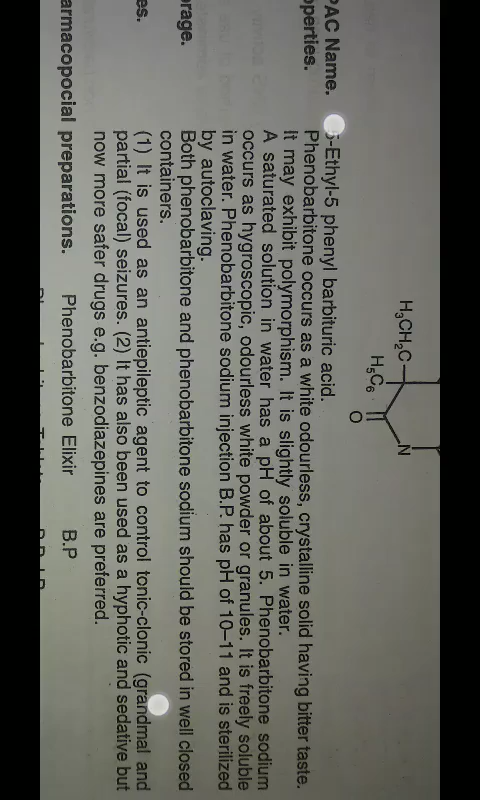 H₃CH₂C
H₅C₆
N
O
PAC Name. 5-Ethyl-5 phenyl barbituric acid.
operties. Phenobarbitone occurs as a white odourless, crystalline solid having bitter taste.
It may exhibit polymorphism. It is slightly soluble in water.
A saturated solution in water has a pH of about 5. Phenobarbitone sodium
occurs as hygroscopic, odourless white powder or granules. It is freely soluble
in water. Phenobarbitone sodium injection B.P. has pH of 10–11 and is sterilized
by autoclaving.
orage. Both phenobarbitone and phenobarbitone sodium should be stored in well closed
containers.
es. (1) It is used as an antiepileptic agent to control tonic-clonic (grandmal and
partial (focal) seizures. (2) It has also been used as a hyphotic and sedative but
now more safer drugs e.g. benzodiazepines are preferred.
armacopocial preparations. Phenobarbitone Elixir B.P